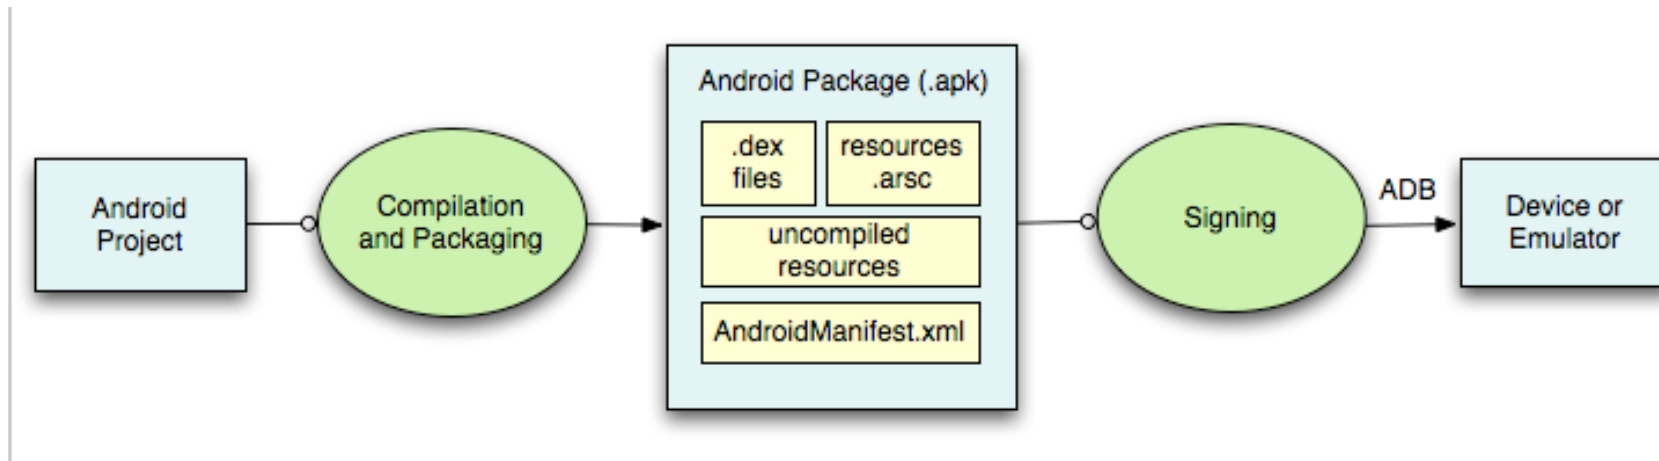 Android Package (.apk)
.dex
files
resources
.arsc
uncompiled
resources
AndroidManifest.xml
Android
Project
Compilation
and Packaging
Signing
ADB
Device or
Emulator